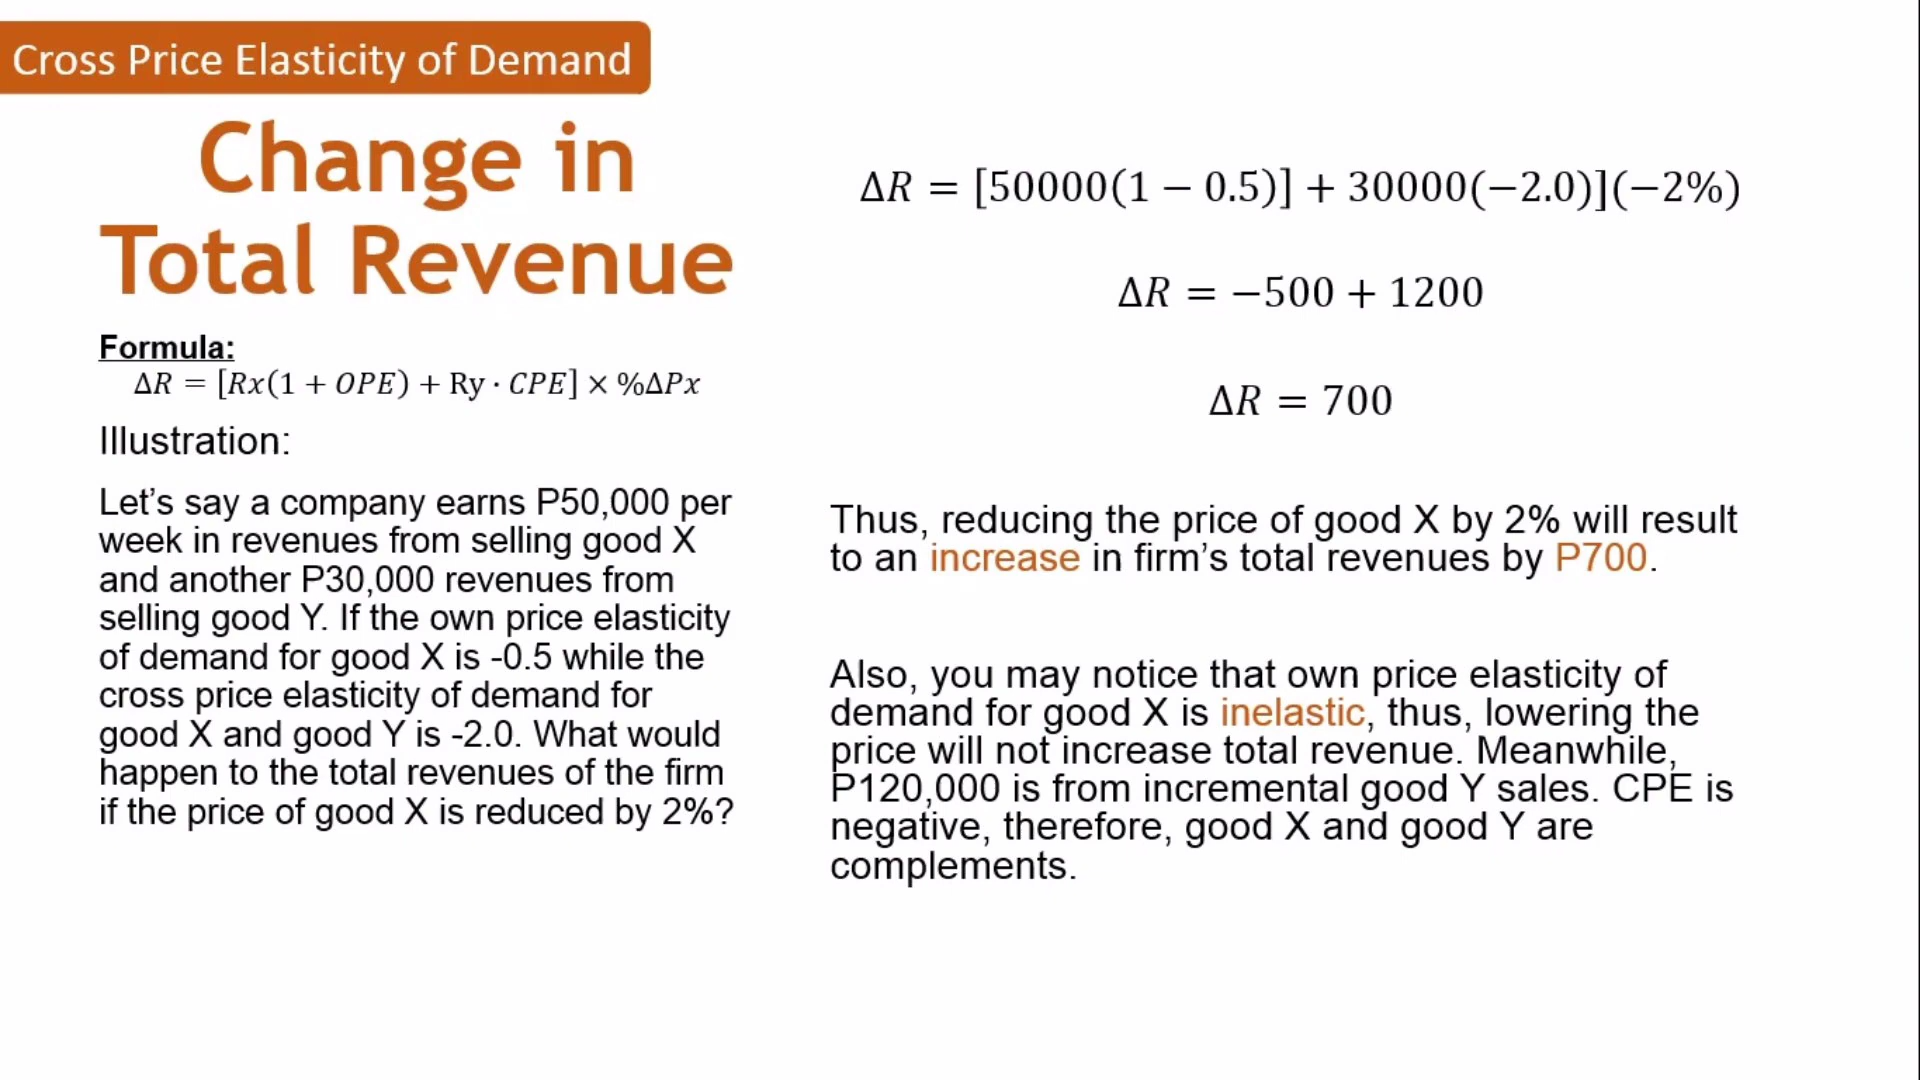 Cross Price Elasticity of Demand
Change in
Total Revenue
Formula:
ΔR = [Rx(1 + OPE) + Ry · CPE] × %ΔPx
Illustration:
Let’s say a company earns P50,000 per
week in revenues from selling good X
and another P30,000 revenues from
selling good Y. If the own price elasticity
of demand for good X is -0.5 while the
cross price elasticity of demand for
good X and good Y is -2.0. What would
happen to the total revenues of the firm
if the price of good X is reduced by 2%?
ΔR = [50000(1 − 0.5)] + 30000(−2.0)](−2%)
ΔR = −500 + 1200
ΔR = 700
Thus, reducing the price of good X by 2% will result
to an increase in firm’s total revenues by P700.
Also, you may notice that own price elasticity of
demand for good X is inelastic, thus, lowering the
price will not increase total revenue. Meanwhile,
P120,000 is from incremental good Y sales. CPE is
negative, therefore, good X and good Y are
complements.